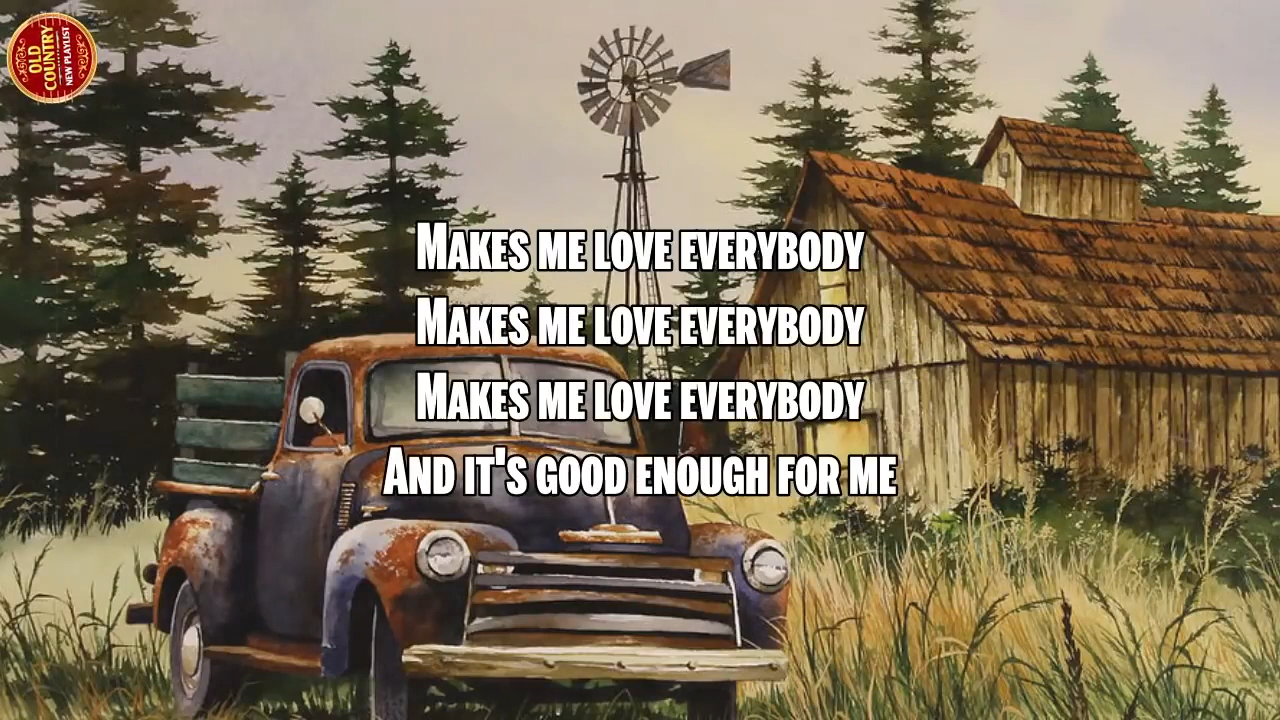 OLD
COUNTRY
NEW PLAYLIST
MAKES ME LOVE EVERYBODY
MAKES ME LOVE EVERYBODY
MAKES ME LOVE EVERYBODY
AND IT'S GOOD ENOUGH FOR ME